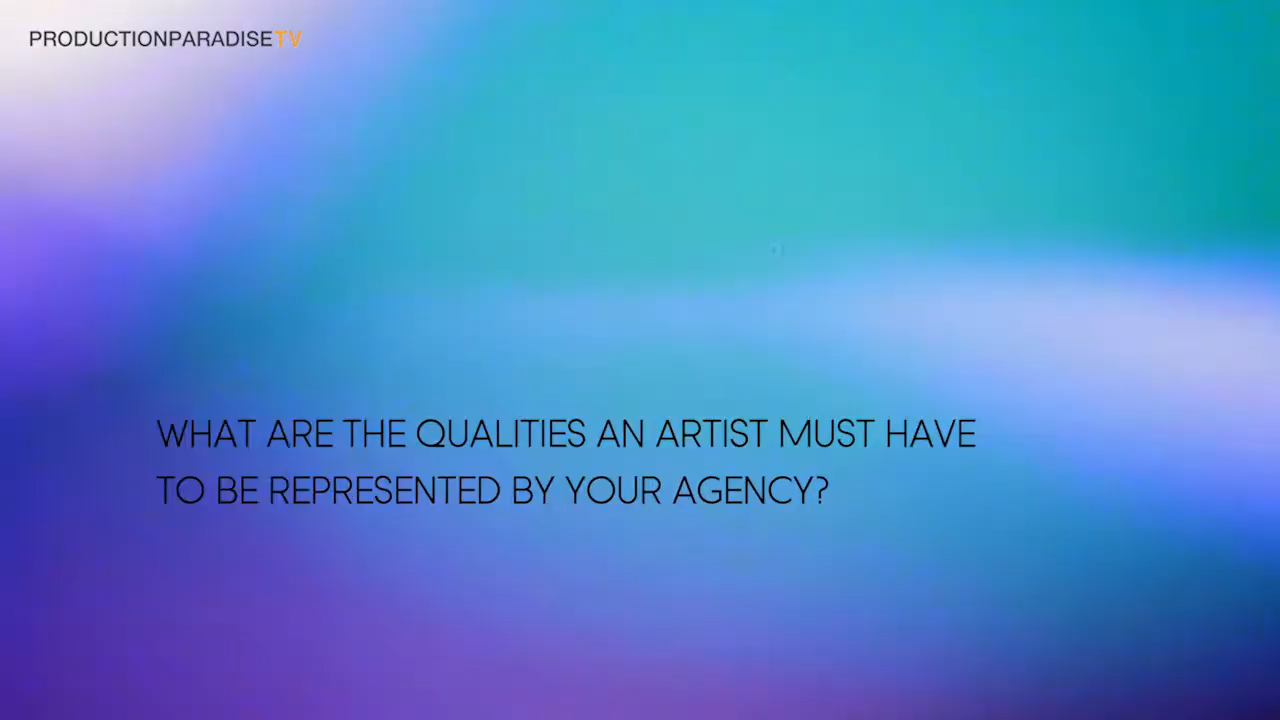 PRODUCTIONPARADISETV
WHAT ARE THE QUALITIES AN ARTIST MUST HAVE
TO BE REPRESENTED BY YOUR AGENCY?